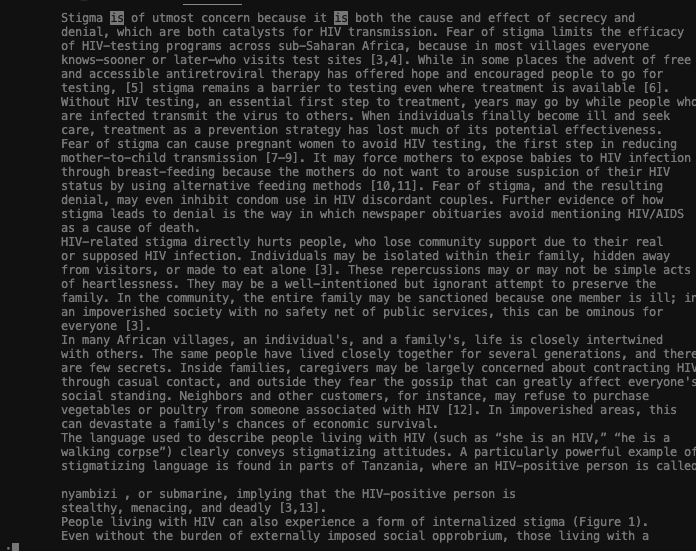 Stigma is of utmost concern because it is both the cause and effect of secrecy and
denial, which are both catalysts for HIV transmission. Fear of stigma limits the efficacy
of HIV-testing programs across sub-Saharan Africa, because in most villages everyone
knows—sooner or later—who visits test sites [3,4]. While in some places the advent of free
and accessible antiretroviral therapy has offered hope and encouraged people to go for
testing, [5] stigma remains a barrier to testing even where treatment is available [6].
Without HIV testing, an essential first step to treatment, years may go by while people who
are infected transmit the virus to others. When individuals finally become ill and seek
care, treatment as a prevention strategy has lost much of its potential effectiveness.
Fear of stigma can cause pregnant women to avoid HIV testing, the first step in reducing
mother-to-child transmission [7–9]. It may force mothers to expose babies to HIV infection
through breast-feeding because the mothers do not want to arouse suspicion of their HIV
status by using alternative feeding methods [10,11]. Fear of stigma, and the resulting
denial, may even inhibit condom use in HIV discordant couples. Further evidence of how
stigma leads to denial is the way in which newspaper obituaries avoid mentioning HIV/AIDS
as a cause of death.
HIV-related stigma directly hurts people, who lose community support due to their real
or supposed HIV infection. Individuals may be isolated within their family, hidden away
from visitors, or made to eat alone [3]. These repercussions may or may not be simple acts
of heartlessness. They may be a well-intentioned but ignorant attempt to preserve the
family. In the community, the entire family may be sanctioned because one member is ill; in
an impoverished society with no safety net of public services, this can be ominous for
everyone [3].
In many African villages, an individual's, and a family's, life is closely intertwined
with others. The same people have lived closely together for several generations, and there
are few secrets. Inside families, caregivers may be largely concerned about contracting HIV
through casual contact, and outside they fear the gossip that can greatly affect everyone's
social standing. Neighbors and other customers, for instance, may refuse to purchase
vegetables or poultry from someone associated with HIV [12]. In impoverished areas, this
can devastate a family's chances of economic survival.
The language used to describe people living with HIV (such as “she is an HIV,” “he is a
walking corpse”) clearly conveys stigmatizing attitudes. A particularly powerful example of
stigmatizing language is found in parts of Tanzania, where an HIV-positive person is called
nyambizi , or submarine, implying that the HIV-positive person is
stealthy, menacing, and deadly [3,13].
People living with HIV can also experience a form of internalized stigma (Figure 1).
Even without the burden of externally imposed social opprobrium, those living with a